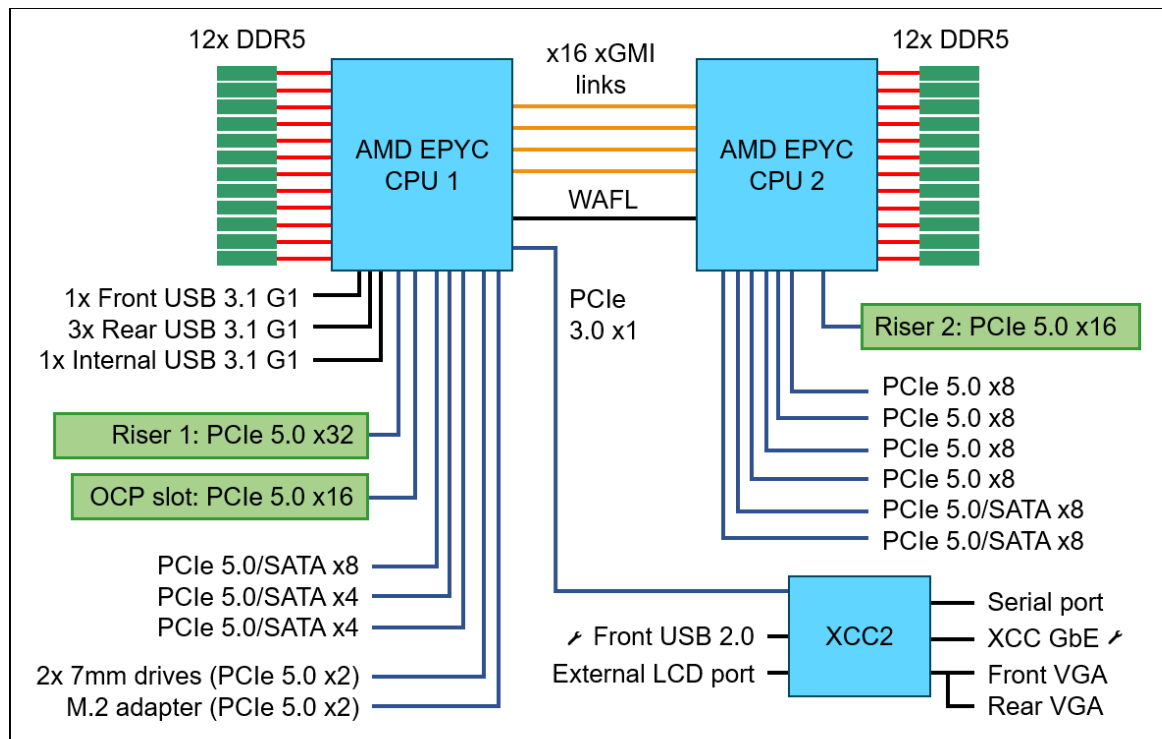 12x DDR5
x16 xGMI
links
12x DDR5
AMD EPYC
CPU 1
AMD EPYC
CPU 2
WAFL
1x Front USB 3.1 G1
3x Rear USB 3.1 G1
1x Internal USB 3.1 G1
PCIe
3.0 x1
Riser 2: PCIe 5.0 x16
Riser 1: PCIe 5.0 x32
OCP slot: PCIe 5.0 x16
PCIe 5.0 x8
PCIe 5.0 x8
PCIe 5.0 x8
PCIe 5.0 x8
PCIe 5.0/SATA x8
PCIe 5.0/SATA x8
PCIe 5.0/SATA x8
PCIe 5.0/SATA x4
PCIe 5.0/SATA x4
2x 7mm drives (PCIe 5.0 x2)
M.2 adapter (PCIe 5.0 x2)
Front USB 2.0
External LCD port
XCC2
Serial port
XCC GbE
Front VGA
Rear VGA